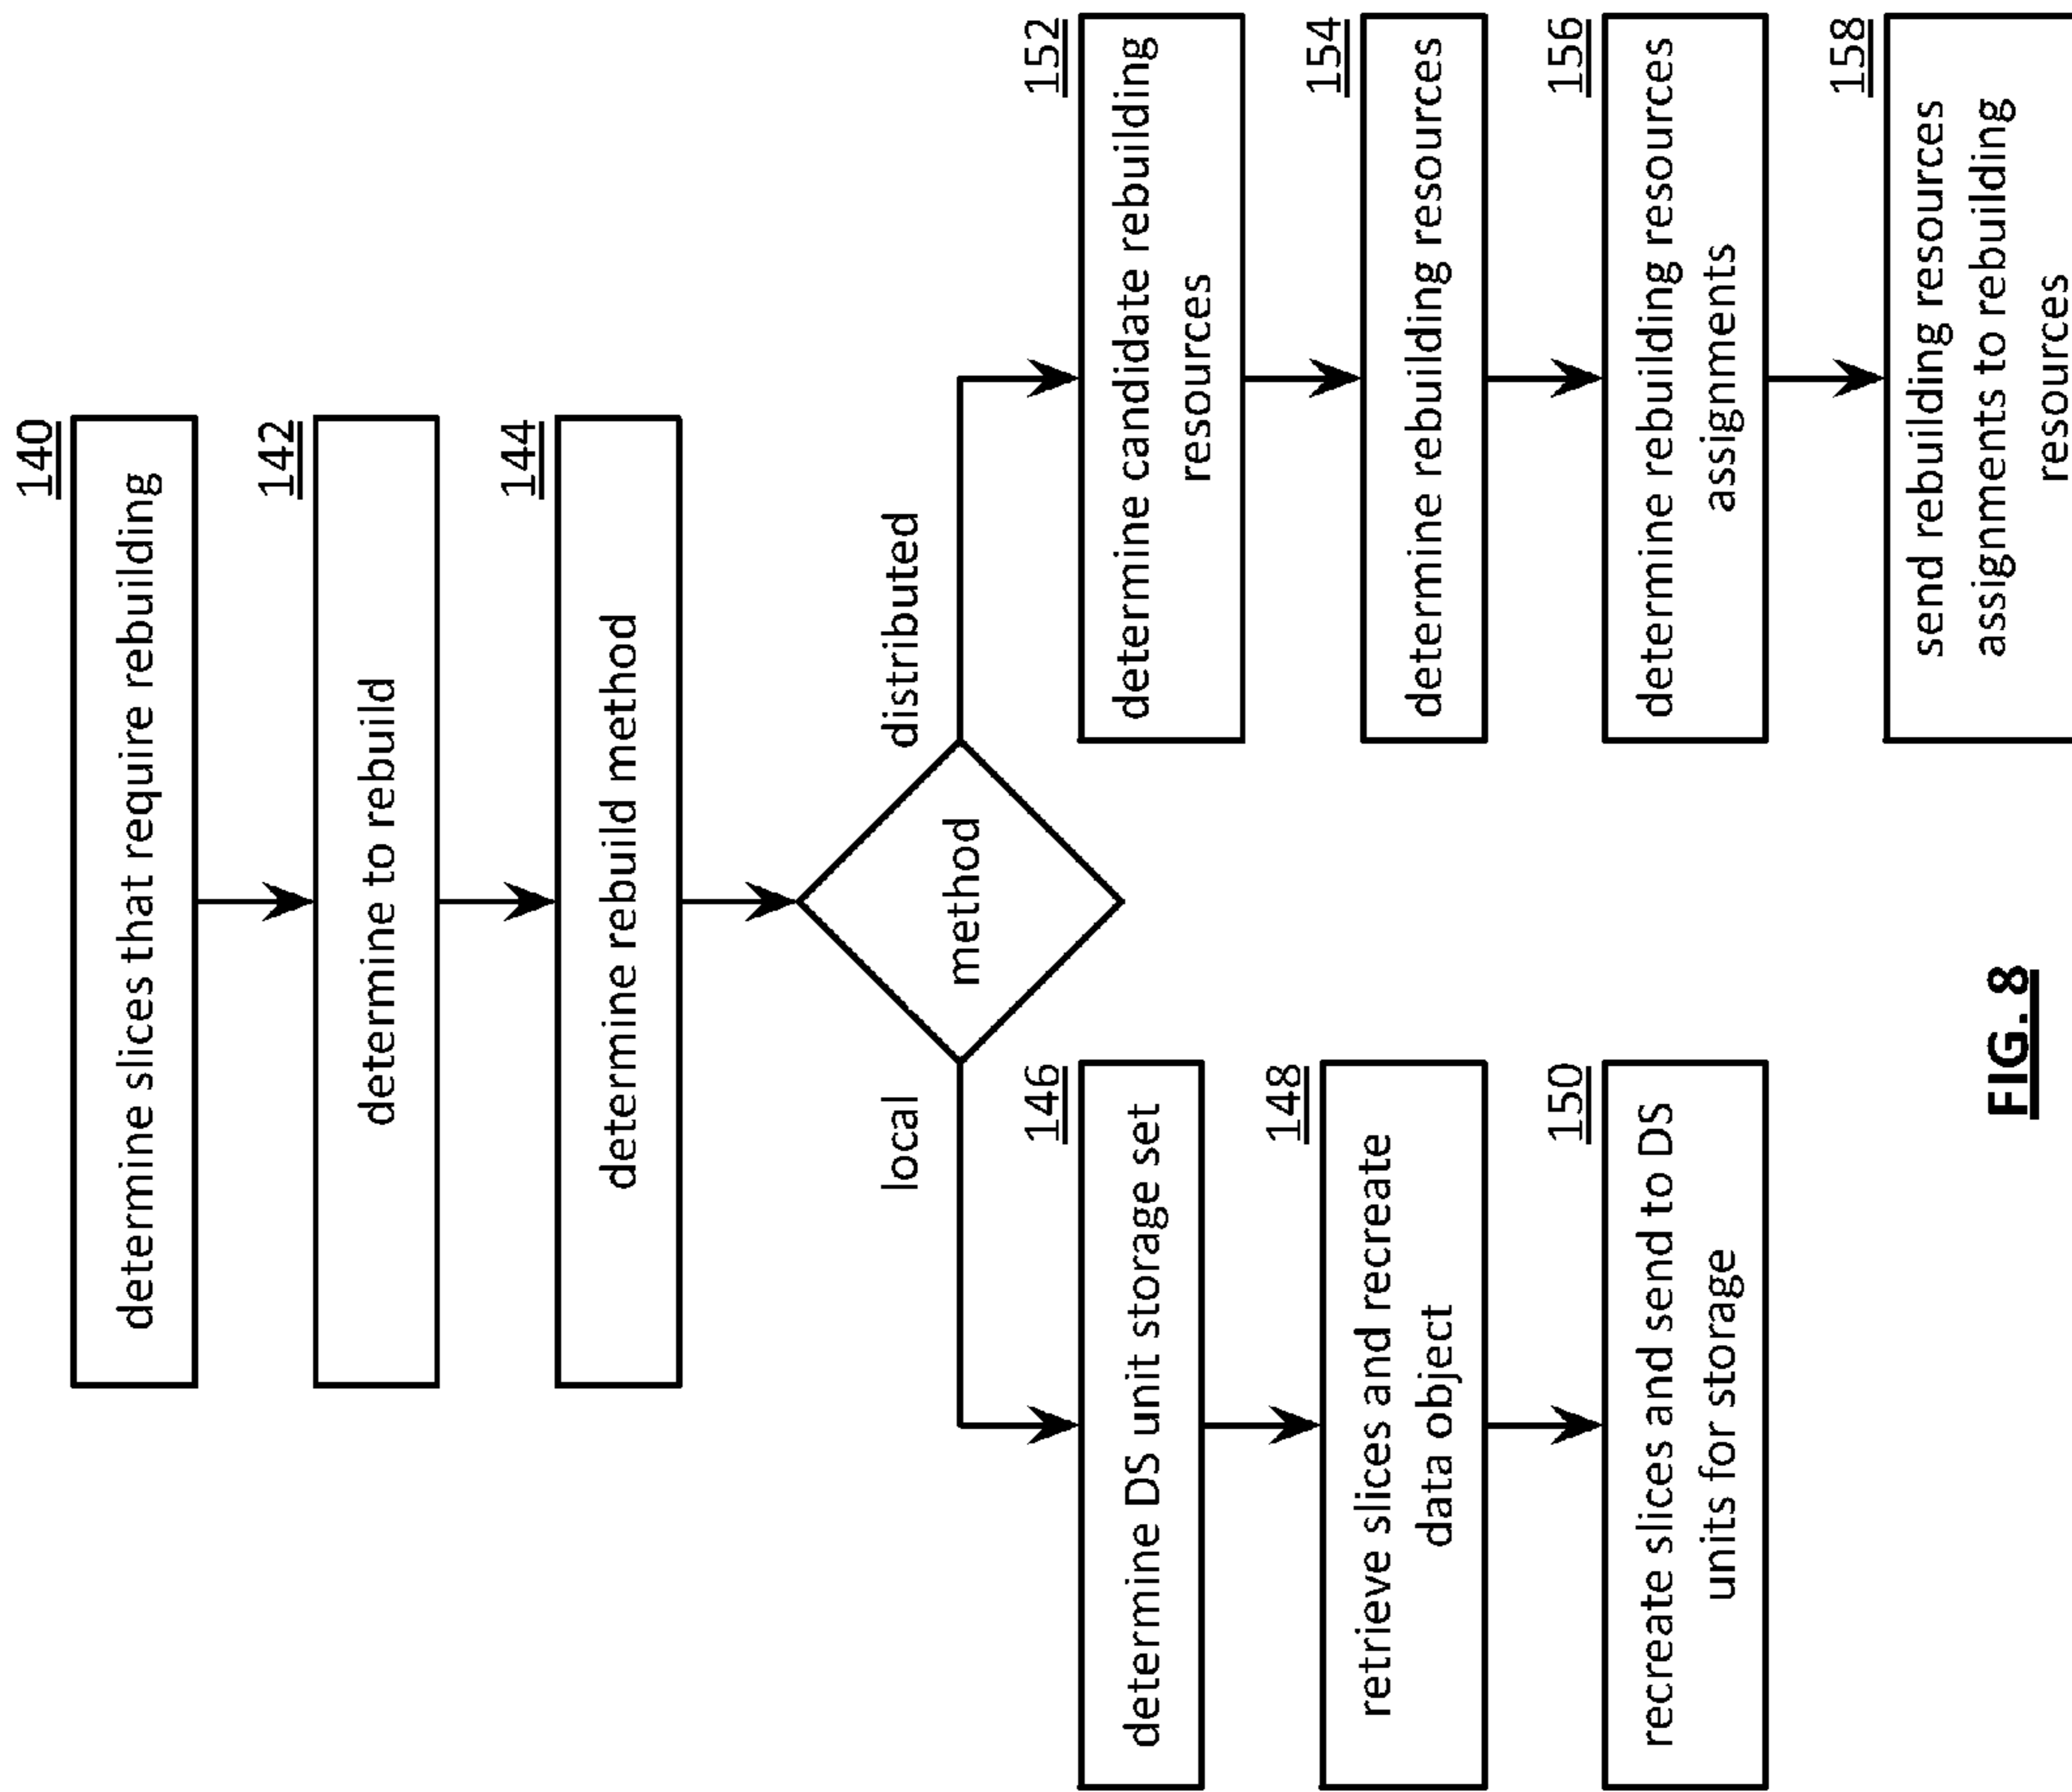 140
determine slices that require rebuilding
142
determine to rebuild
144
determine rebuild method
method
local
distributed
146
determine DS unit storage set
148
retrieve slices and recreate
data object
150
recreate slices and send to DS
units for storage
152
determine candidate rebuilding
resources
154
determine rebuilding resources
156
determine rebuilding resources
assignments
158
send rebuilding resources
assignments to rebuilding
resources
FIG. 8